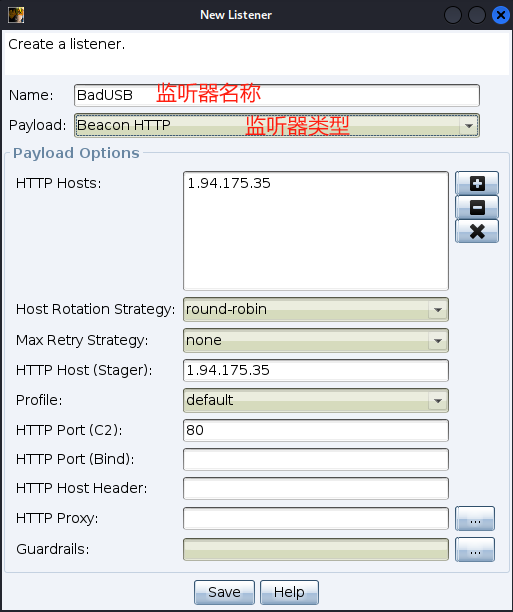 New Listener
Create a listener.
Name: BadUSB 监听器名称
Payload: Beacon HTTP 监听器类型
Payload Options
HTTP Hosts: 1.94.175.35
Host Rotation Strategy: round-robin
Max Retry Strategy: none
HTTP Host (Stager): 1.94.175.35
Profile: default
HTTP Port (C2): 80
HTTP Port (Bind):
HTTP Host Header:
HTTP Proxy: ...
Guardrails: ...
Save Help